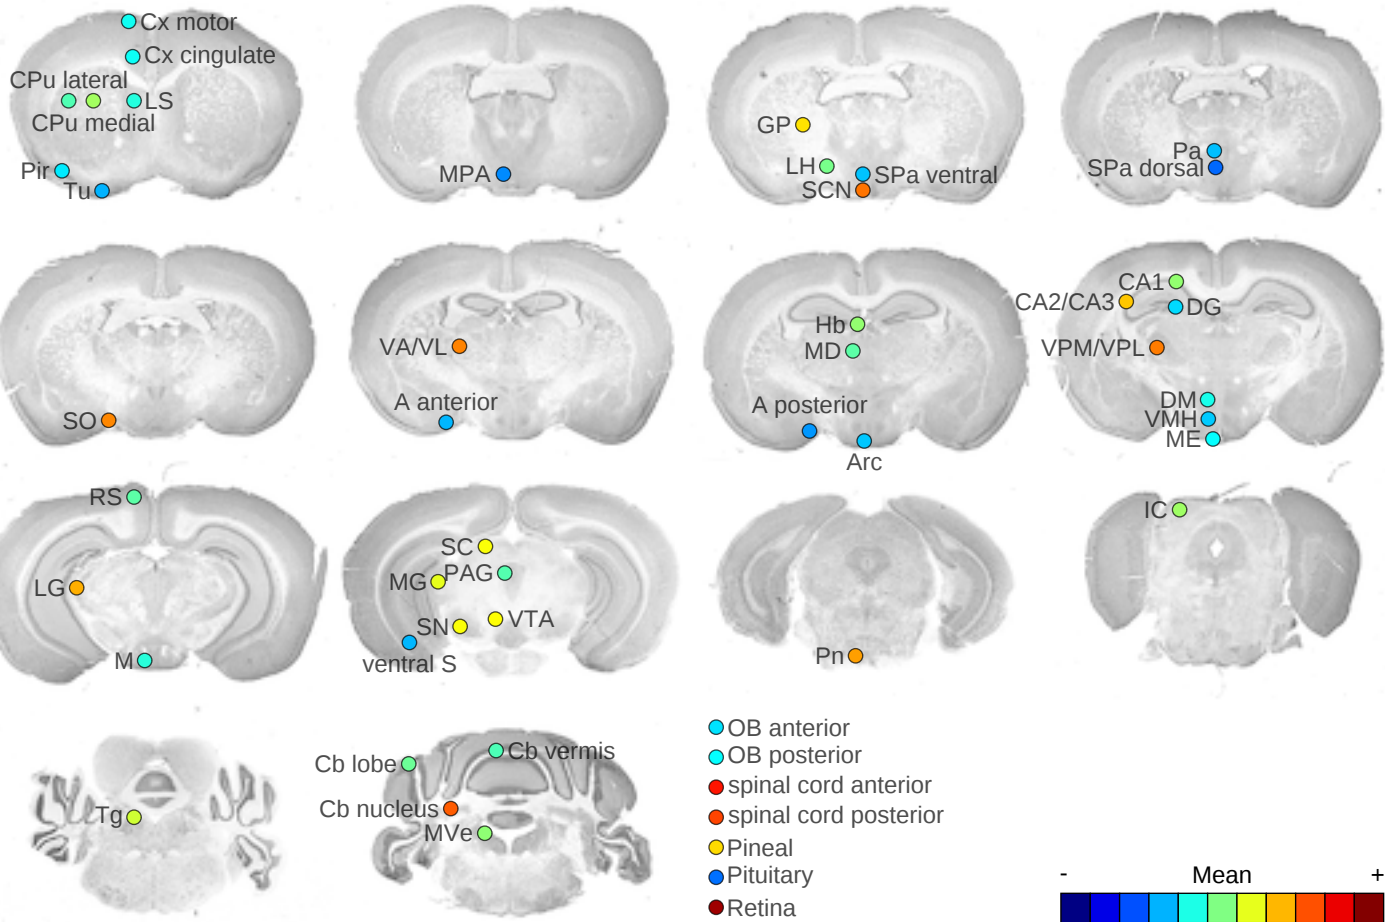 Cx motor
Cx cingulate
CPu lateral
LS
CPu medial
Pir
Tu
MPA
GP
LH
SPa ventral
SCN
Pa
SPa dorsal
SO
VA/VL
A anterior
Hb
MD
A posterior
Arc
CA1
CA2/CA3
DG
VPM/VPL
DM
VMH
ME
RS
LG
M
SC
PAG
MG
VTA
SN
ventral S
Pn
IC
Tg
Cb lobe
Cb vermis
Cb nucleus
MVe
OB anterior
OB posterior
spinal cord anterior
spinal cord posterior
Pineal
Pituitary
Retina
- Mean +